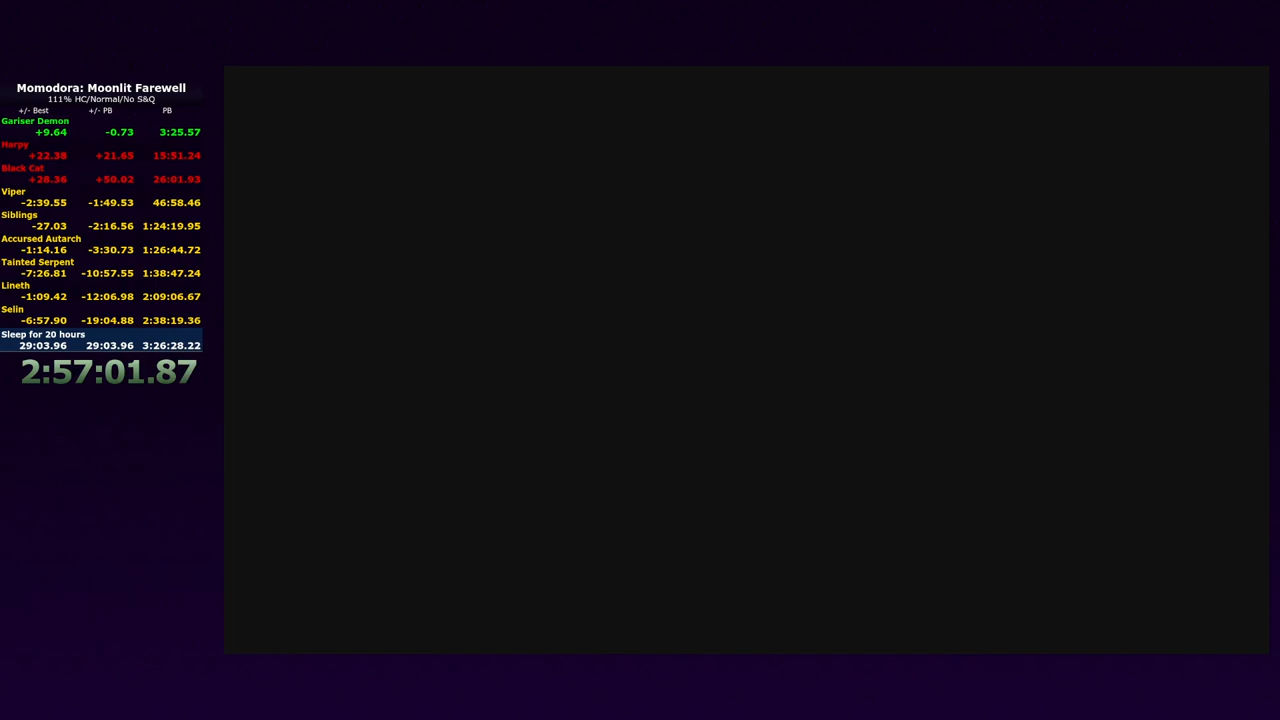 Momodora: Moonlit Farewell
111% HC/Normal/No S&Q
+/- Best +/- PB PB
Gariser Demon
+9.64 -0.73 3:25.57
Harpy
+22.38 +21.65 15:51.24
Black Cat
+28.36 +50.02 26:01.93
Viper
-2:39.55 -1:49.53 46:58.46
Siblings
-27.03 -2:16.56 1:24:19.95
Accursed Autarch
-1:14.16 -3:30.73 1:26:44.72
Tainted Serpent
-7:26.81 -10:57.55 1:38:47.24
Lineth
-1:09.42 -12:06.98 2:09:06.67
Selin
-6:57.90 -19:04.88 2:38:19.36
Sleep for 20 hours
29:03.96 29:03.96 3:26:28.22
2:57:01.87